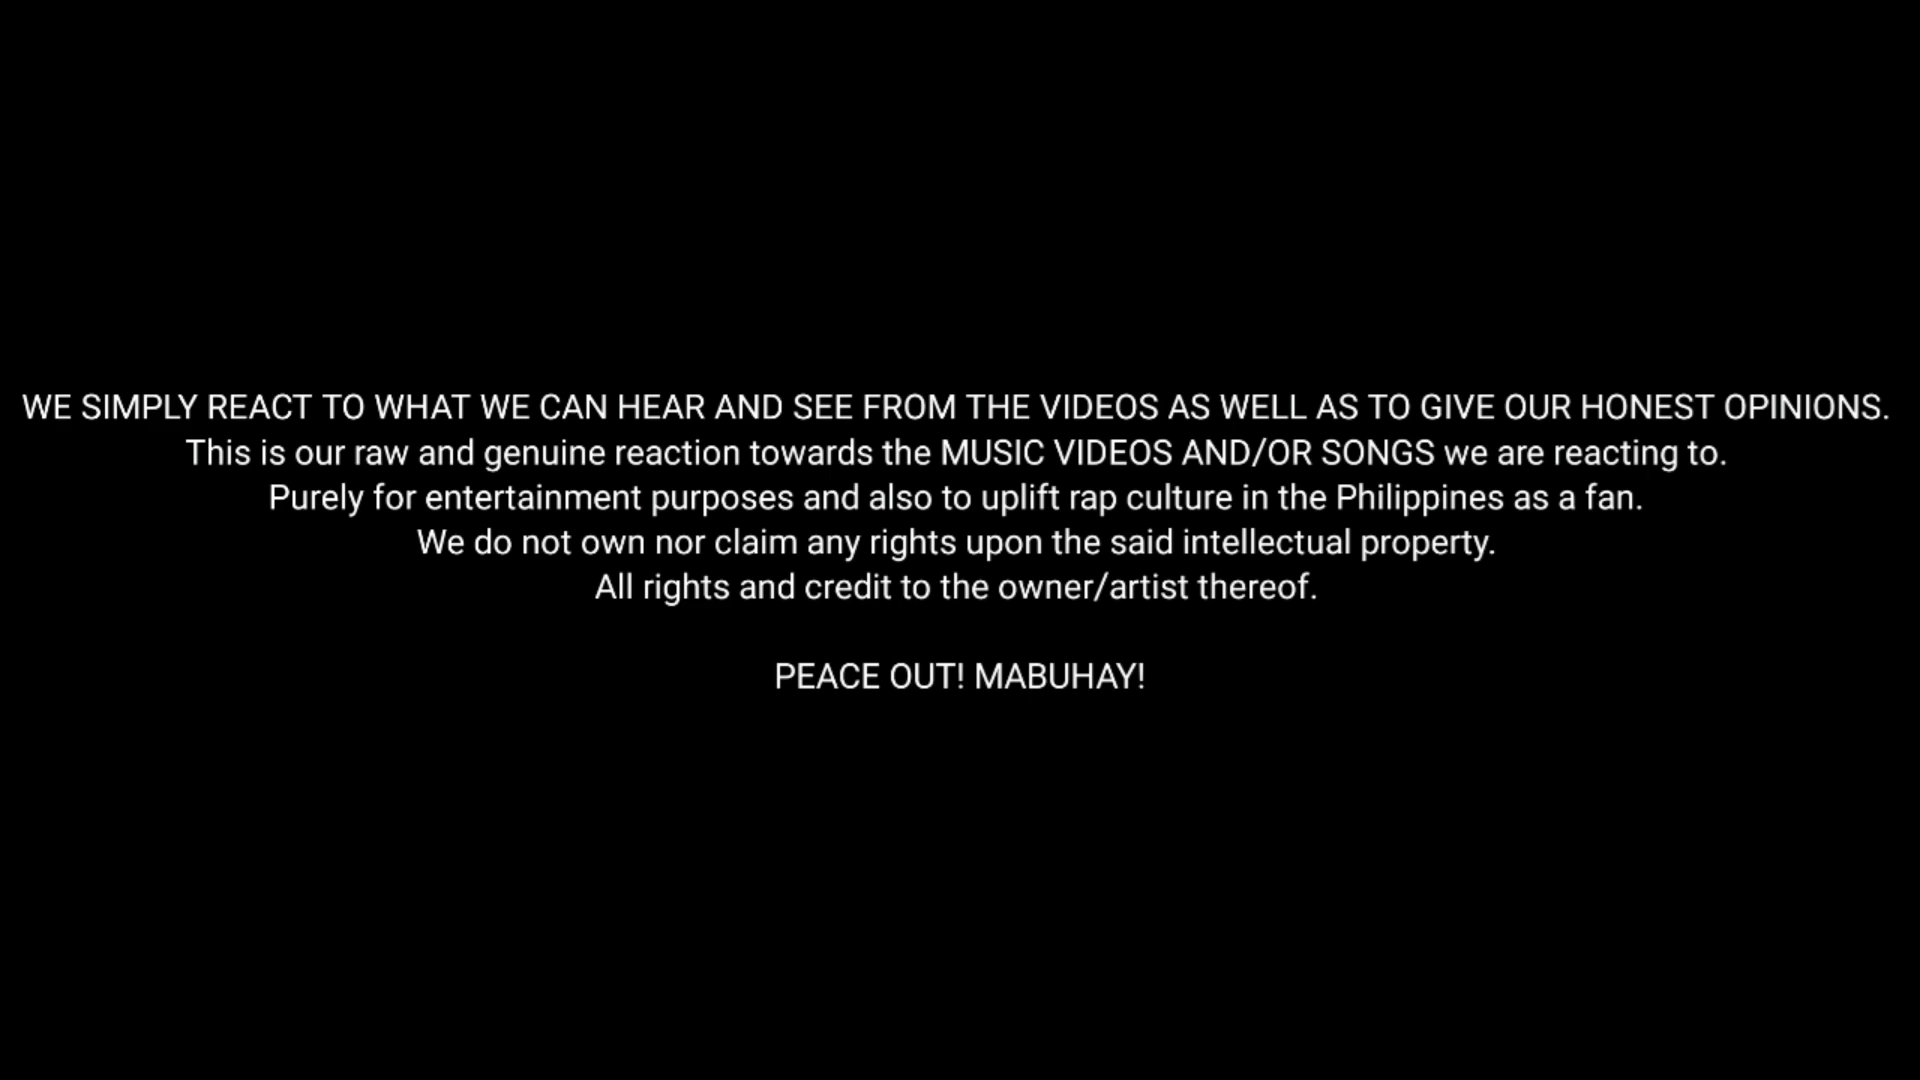 WE SIMPLY REACT TO WHAT WE CAN HEAR AND SEE FROM THE VIDEOS AS WELL AS TO GIVE OUR HONEST OPINIONS.
This is our raw and genuine reaction towards the MUSIC VIDEOS AND/OR SONGS we are reacting to.
Purely for entertainment purposes and also to uplift rap culture in the Philippines as a fan.
We do not own nor claim any rights upon the said intellectual property.
All rights and credit to the owner/artist thereof.
PEACE OUT! MABUHAY!